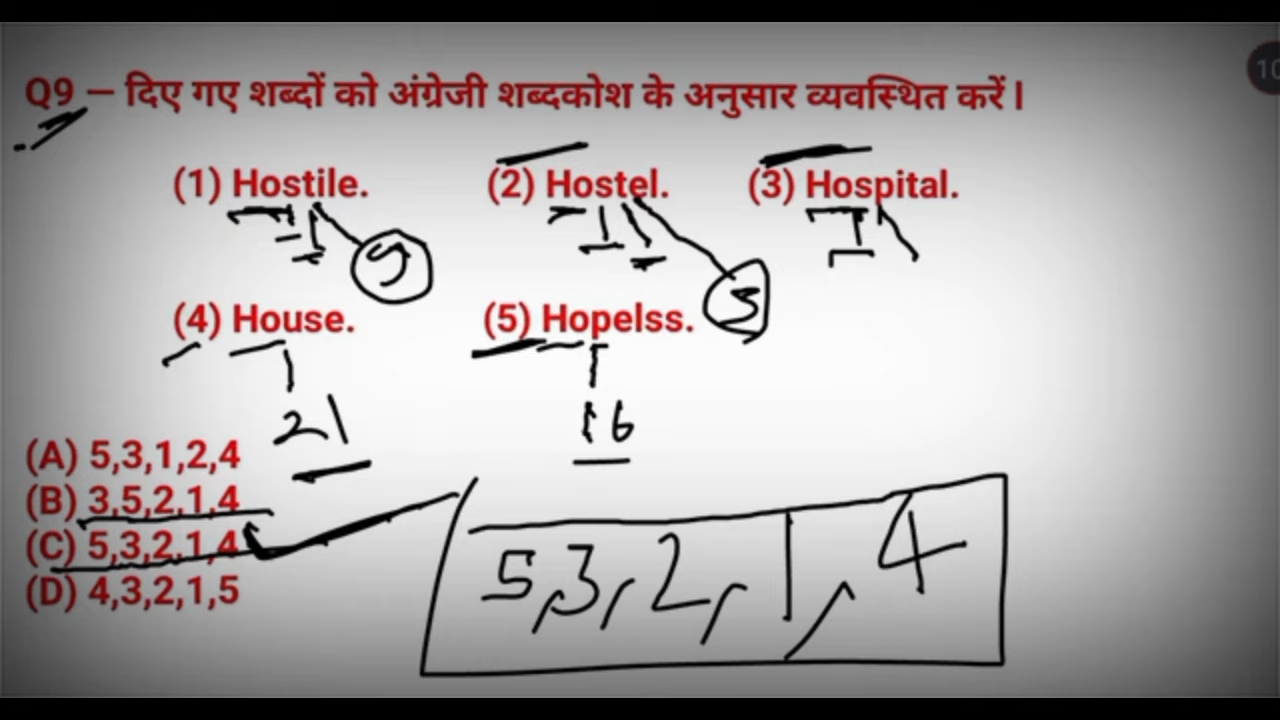 10
Q9 – दिए गए शब्दों को अंग्रेजी शब्दकोश के अनुसार व्यवस्थित करें।
(1) Hostile. (2) Hostel. (3) Hospital.
9
5
(4) House. (5) Hopelss.
21 16
(A) 5,3,1,2,4
(B) 3,5,2,1,4
(C) 5,3,2,1,4
(D) 4,3,2,1,5
5,3,2,1,4